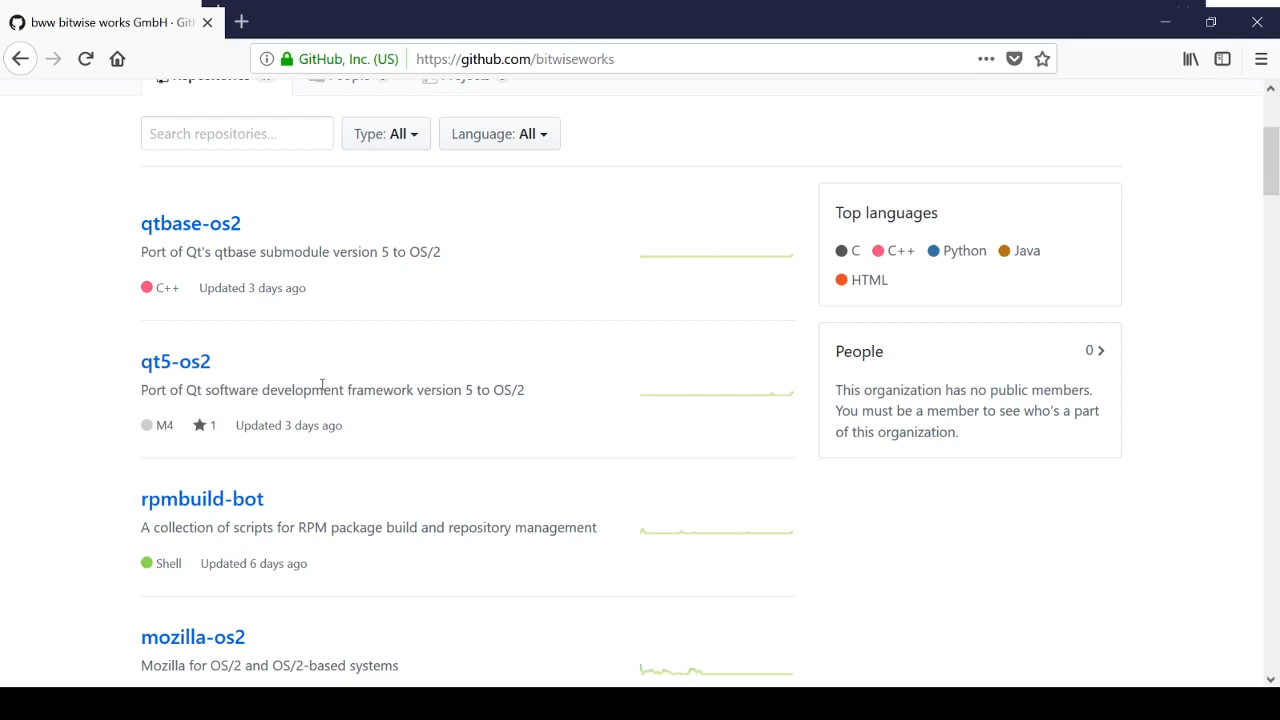 bww bitwise works GmbH · Git
GitHub, Inc. (US)
https://github.com/bitwiseworks
Repositories
People
Projects
Search repositories...
Type: All
Language: All
qtbase-os2
Port of Qt's qtbase submodule version 5 to OS/2
C++ Updated 3 days ago
qt5-os2
Port of Qt software development framework version 5 to OS/2
M4 1 Updated 3 days ago
rpmbuild-bot
A collection of scripts for RPM package build and repository management
Shell Updated 6 days ago
mozilla-os2
Mozilla for OS/2 and OS/2-based systems
Top languages
C C++ Python Java
HTML
People 0
This organization has no public members.
You must be a member to see who's a part
of this organization.